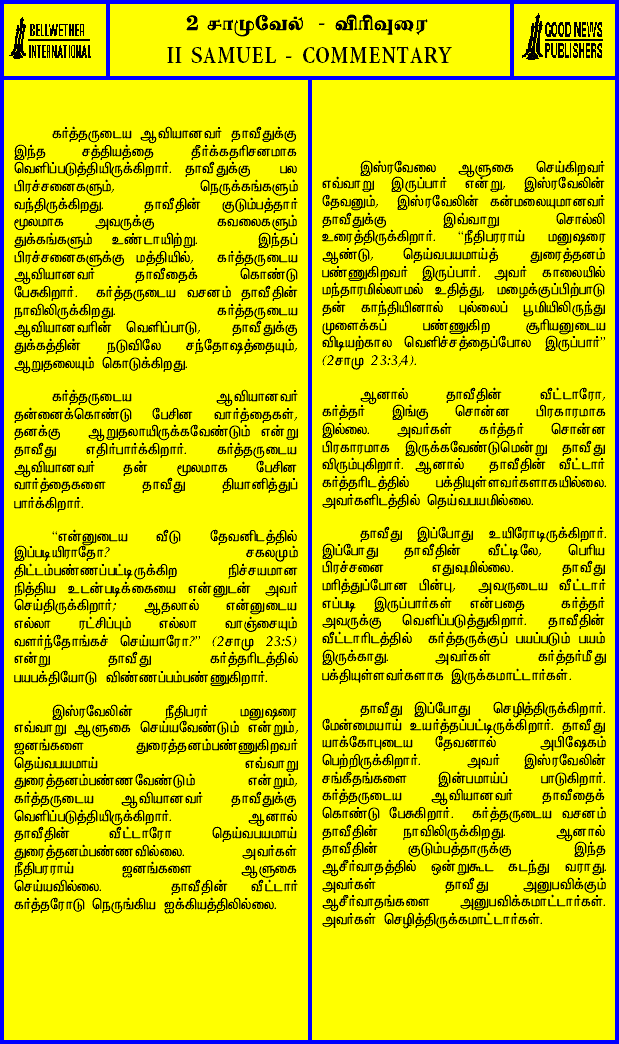 BELLWETHER
INTERNATIONAL
2 சாமுவேல் - விரிவுரை
II SAMUEL - COMMENTARY
GOOD NEWS
PUBLISHERS
கர்த்தருடைய ஆவியானவர் தாவீதுக்கு
இந்த சத்தியத்தை தீர்க்கதரிசனமாக
வெளிப்படுத்தியிருக்கிறார். தாவீதுக்கு பல
பிரச்சனைகளும், நெருக்கங்களும்
வந்திருக்கிறது. தாவீதின் குடும்பத்தார்
மூலமாக அவருக்கு கவலைகளும்
துக்கங்களும் உண்டாயிற்று. இந்தப்
பிரச்சனைகளுக்கு மத்தியில், கர்த்தருடைய
ஆவியானவர் தாவீதைக் கொண்டு
பேசுகிறார். கர்த்தருடைய வசனம் தாவீதின்
நாவிலிருக்கிறது. கர்த்தருடைய
ஆவியானவரின் வெளிப்பாடு, தாவீதுக்கு
துக்கத்தின் நடுவிலே சந்தோஷத்தையும்,
ஆறுதலையும் கொடுக்கிறது.
கர்த்தருடைய ஆவியானவர்
தன்னைக்கொண்டு பேசின வார்த்தைகள்,
தனக்கு ஆறுதலாயிருக்கவேண்டும் என்று
தாவீது எதிர்பார்க்கிறார். கர்த்தருடைய
ஆவியானவர் தன் மூலமாக பேசின
வார்த்தைகளை தாவீது தியானித்துப்
பார்க்கிறார்.
“என்னுடைய வீடு தேவனிடத்தில்
இப்படியிராதோ? சகலமும்
திட்டம்பண்ணப்பட்டிருக்கிற நிச்சயமான
நித்திய உடன்படிக்கையை என்னுடன் அவர்
செய்திருக்கிறார்; ஆதலால் என்னுடைய
எல்லா ரட்சிப்பும் எல்லா வாஞ்சையும்
வளர்ந்தோங்கச் செய்யாரோ?” (2சாமு 23:5)
என்று தாவீது கர்த்தரிடத்தில்
பயபக்தியோடு விண்ணப்பம்பண்ணுகிறார்.
இஸ்ரவேலின் நீதிபரர் மனுஷரை
எவ்வாறு ஆளுகை செய்யவேண்டும் என்றும்,
ஜனங்களை துரைத்தனம்பண்ணுகிறவர்
தெய்வபயமாய் எவ்வாறு
துரைத்தனம்பண்ணவேண்டும் என்றும்,
கர்த்தருடைய ஆவியானவர் தாவீதுக்கு
வெளிப்படுத்தியிருக்கிறார். ஆனால்
தாவீதின் வீட்டாரோ தெய்வபயமாய்
துரைத்தனம்பண்ணவில்லை. அவர்கள்
நீதிபரராய் ஜனங்களை ஆளுகை
செய்யவில்லை. தாவீதின் வீட்டார்
கர்த்தரோடு நெருங்கிய ஐக்கியத்திலில்லை.
இஸ்ரவேலை ஆளுகை செய்கிறவர்
எவ்வாறு இருப்பார் என்று, இஸ்ரவேலின்
தேவனும், இஸ்ரவேலின் கன்மலையுமானவர்
தாவீதுக்கு இவ்வாறு சொல்லி
உரைத்திருக்கிறார். “நீதிபரராய் மனுஷரை
ஆண்டு, தெய்வபயமாய்த் துரைத்தனம்
பண்ணுகிறவர் இருப்பார். அவர் காலையில்
மந்தாரமில்லாமல் உதித்து, மழைக்குப்பிற்பாடு
தன் காந்தியினால் புல்லைப் பூமியிலிருந்து
முளைக்கப் பண்ணுகிற சூரியனுடைய
விடியற்கால வெளிச்சத்தைப்போல இருப்பார்”
(2சாமு 23:3,4).
ஆனால் தாவீதின் வீட்டாரோ,
கர்த்தர் இங்கு சொன்ன பிரகாரமாக
இல்லை. அவர்கள் கர்த்தர் சொன்ன
பிரகாரமாக இருக்கவேண்டுமென்று தாவீது
விரும்புகிறார். ஆனால் தாவீதின் வீட்டார்
கர்த்தரிடத்தில் பக்தியுள்ளவர்களாகயில்லை.
அவர்களிடத்தில் தெய்வபயமில்லை.
தாவீது இப்போது உயிரோடிருக்கிறார்.
இப்போது தாவீதின் வீட்டிலே, பெரிய
பிரச்சனை எதுவுமில்லை. தாவீது
மரித்துப்போன பின்பு, அவருடைய வீட்டார்
எப்படி இருப்பார்கள் என்பதை கர்த்தர்
அவருக்கு வெளிப்படுத்துகிறார். தாவீதின்
வீட்டாரிடத்தில் கர்த்தருக்குப் பயப்படும் பயம்
இருக்காது. அவர்கள் கர்த்தர்மீது
பக்தியுள்ளவர்களாக இருக்கமாட்டார்கள்.
தாவீது இப்போது செழித்திருக்கிறார்.
மேன்மையாய் உயர்த்தப்பட்டிருக்கிறார். தாவீது
யாக்கோபுடைய தேவனால் அபிஷேகம்
பெற்றிருக்கிறார். அவர் இஸ்ரவேலின்
சங்கீதங்களை இன்பமாய்ப் பாடுகிறார்.
கர்த்தருடைய ஆவியானவர் தாவீதைக்
கொண்டு பேசுகிறார். கர்த்தருடைய வசனம்
தாவீதின் நாவிலிருக்கிறது. ஆனால்
தாவீதின் குடும்பத்தாருக்கு இந்த
ஆசீர்வாதத்தில் ஒன்றுகூட கடந்து வராது.
அவர்கள் தாவீது அனுபவிக்கும்
ஆசீர்வாதங்களை அனுபவிக்கமாட்டார்கள்.
அவர்கள் செழித்திருக்கமாட்டார்கள்.